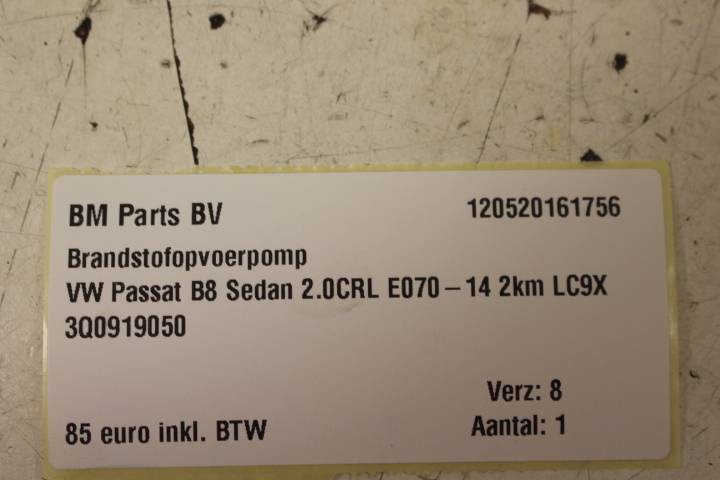 BM Parts BV 120520161756
Brandstofopvoerpomp
VW Passat B8 Sedan 2.0CRL E070-14 2km LC9X
3Q0919050
Verz: 8
85 euro inkl. BTW Aantal: 1